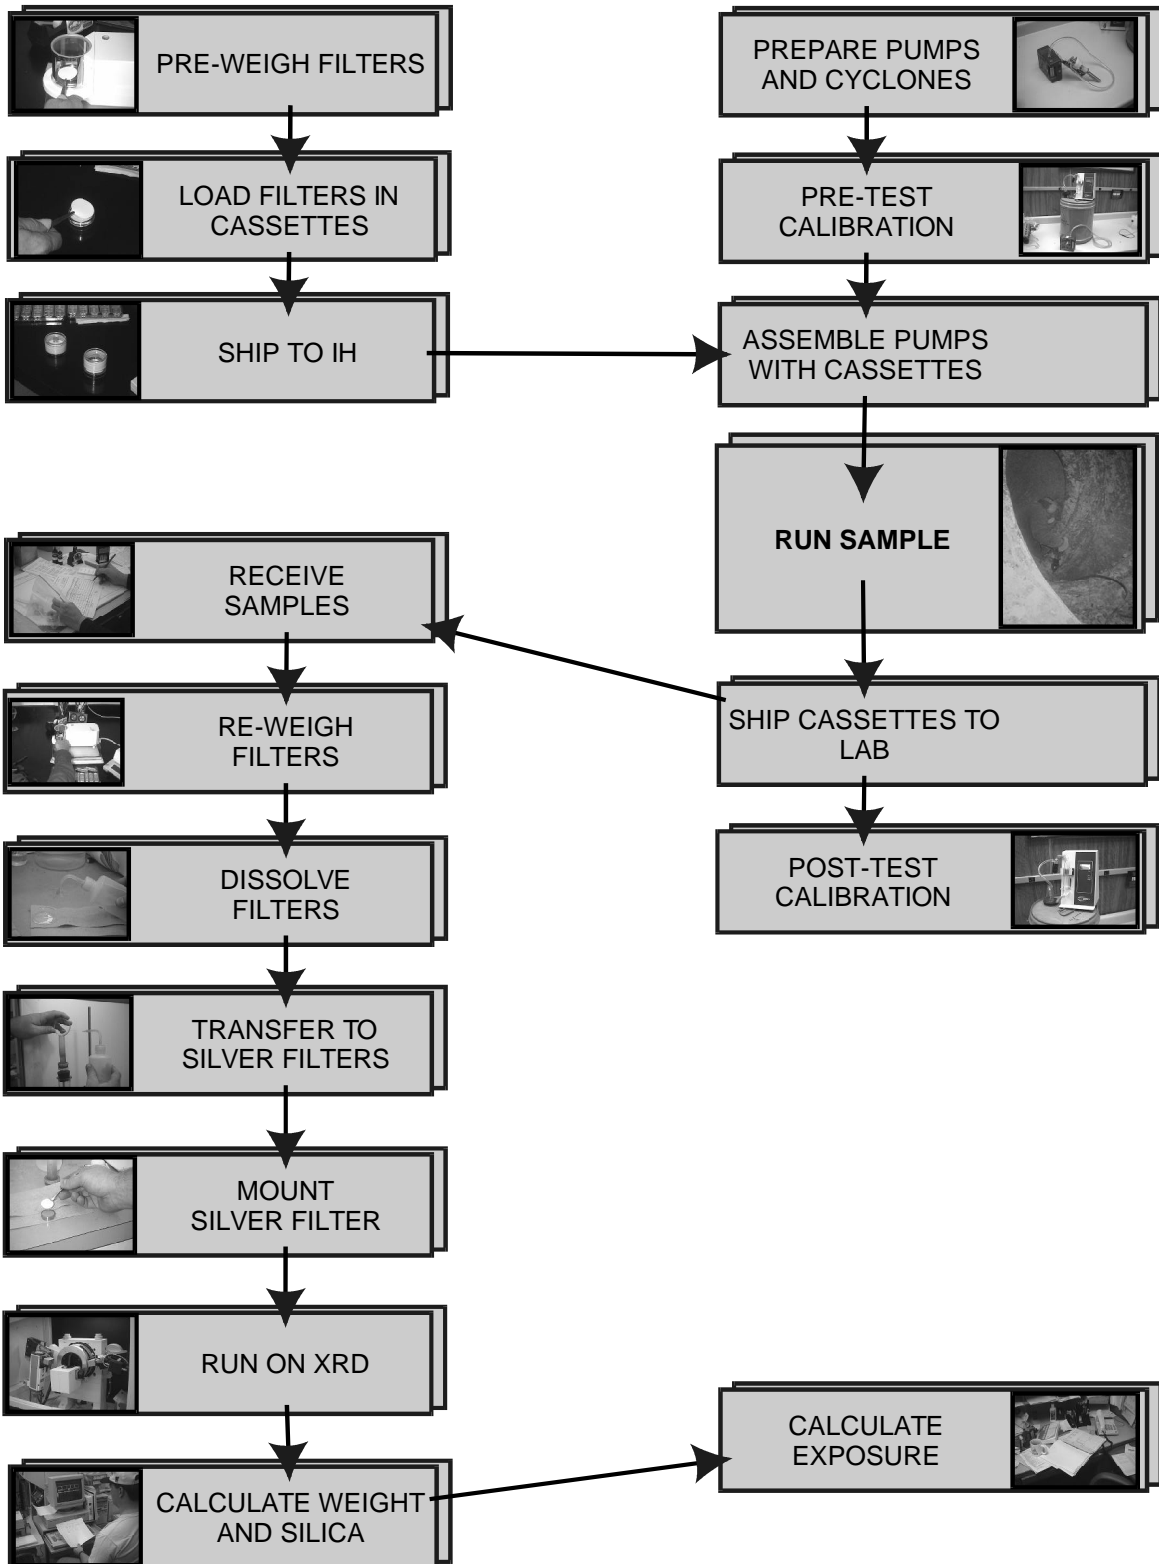 PRE-WEIGH FILTERS
LOAD FILTERS IN
CASSETTES
SHIP TO IH
PREPARE PUMPS
AND CYCLONES
PRE-TEST
CALIBRATION
ASSEMBLE PUMPS
WITH CASSETTES
RUN SAMPLE
SHIP CASSETTES TO
LAB
POST-TEST
CALIBRATION
RECEIVE
SAMPLES
RE-WEIGH
FILTERS
DISSOLVE
FILTERS
TRANSFER TO
SILVER FILTERS
MOUNT
SILVER FILTER
RUN ON XRD
CALCULATE WEIGHT
AND SILICA
CALCULATE
EXPOSURE